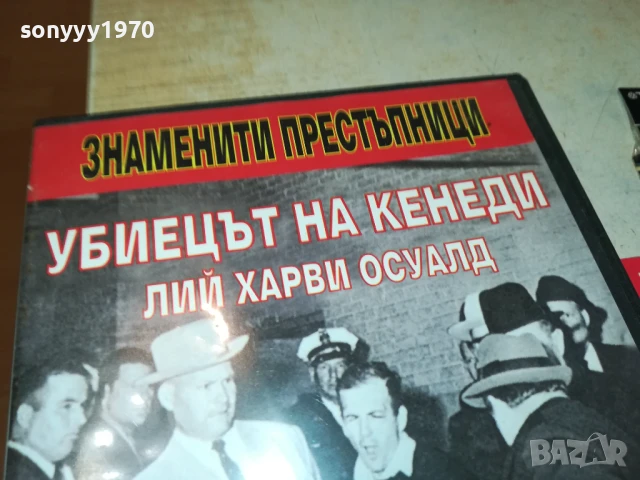 sonyyy1970
ЗНАМЕНИТИ ПРЕСТЪПНИЦИ
УБИЕЦЪТ НА КЕНЕДИ
ЛИЙ ХАРВИ ОСУАЛД
BAZAR